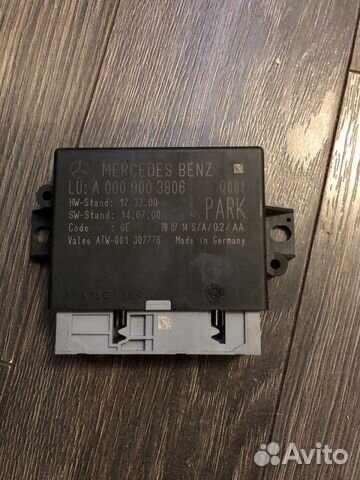 MERCEDES BENZ
LU: A 000 900 3806 Q001
HW-Stand: 12.32.00
SW-Stand: 14.07.00 PARK
Code : 0E 28 07 14 S/A/02/AA
Valeo ATW-001 307776 Made in Germany
Avito